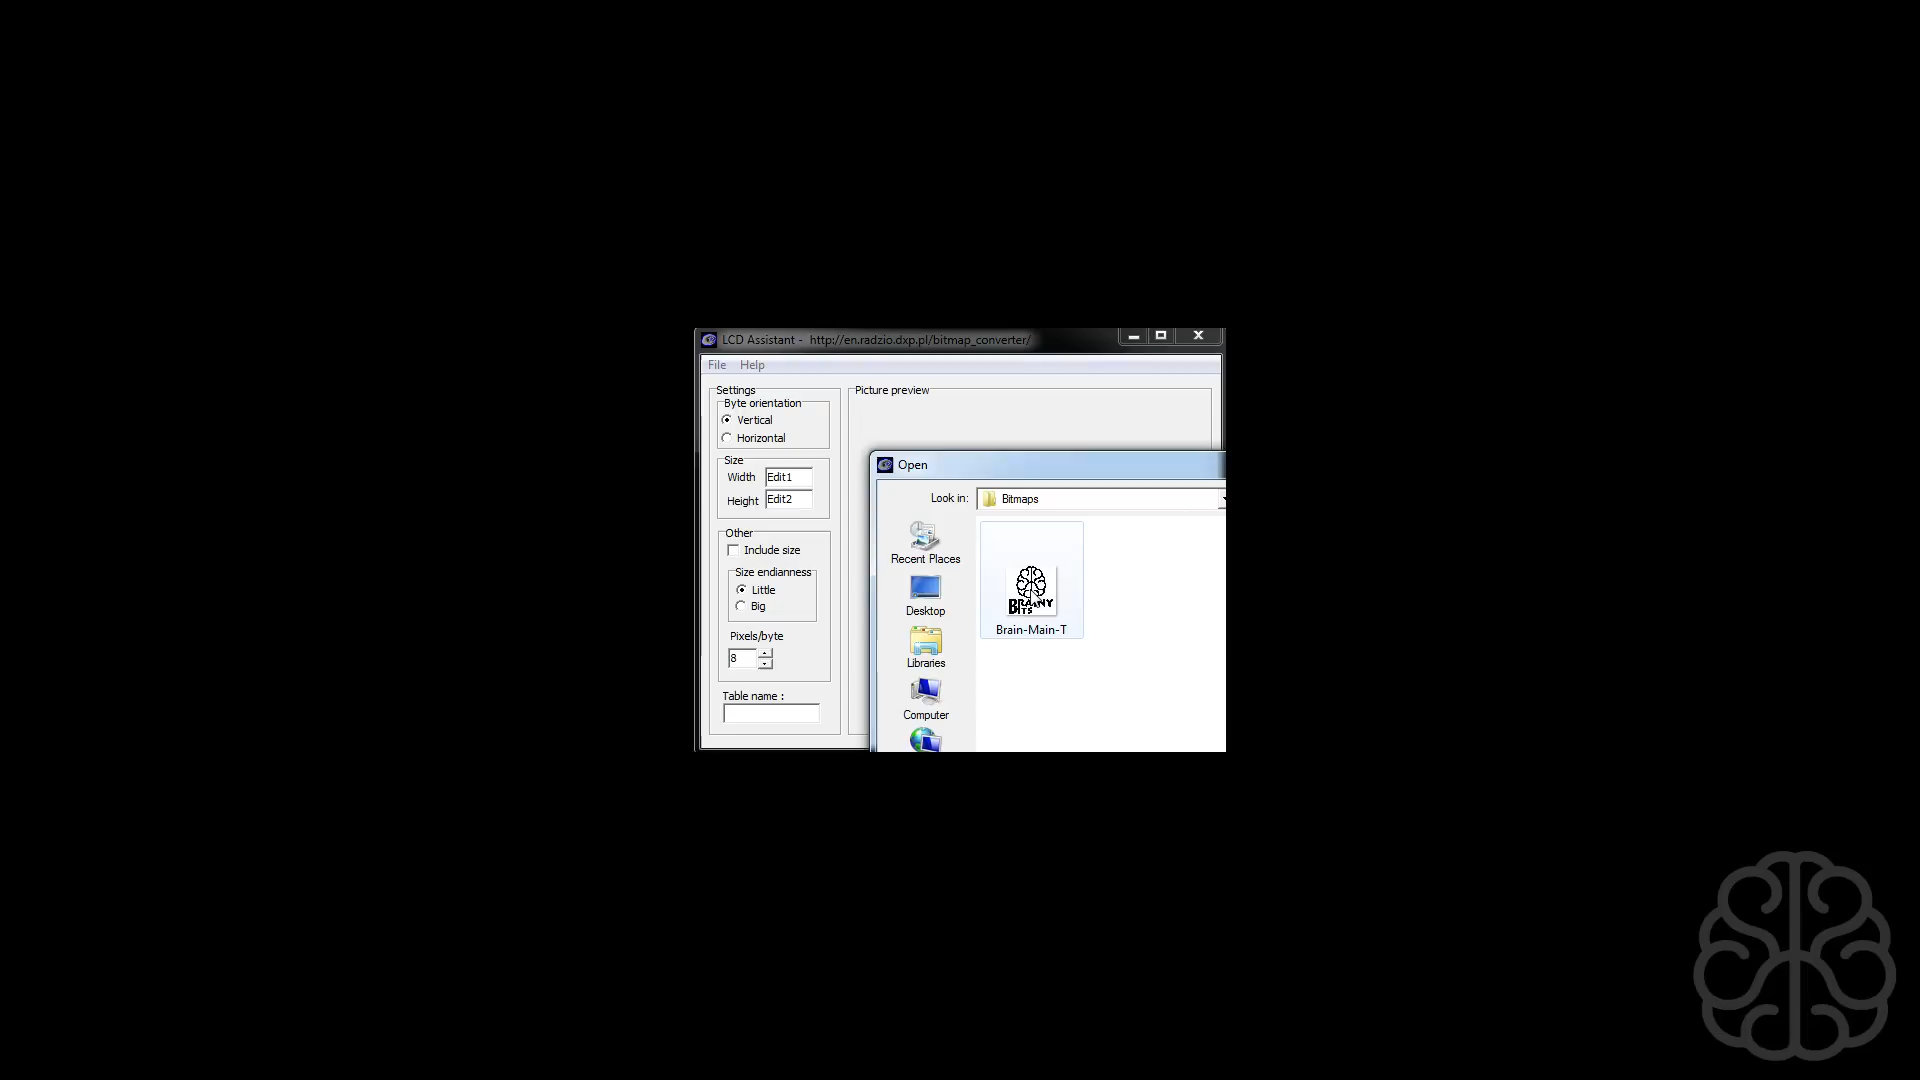 LCD Assistant - http://en.radzio.dxp.pl/bitmap_converter/
File Help
Settings
Byte orientation
Vertical
Horizontal
Size
Width Edit1
Height Edit2
Other
Include size
Size endianness
Little
Big
Pixels/byte
8
Table name :
Picture preview
Open
Look in: Bitmaps
Recent Places
Desktop
Libraries
Computer
BRAINY
BITS
Brain-Main-T